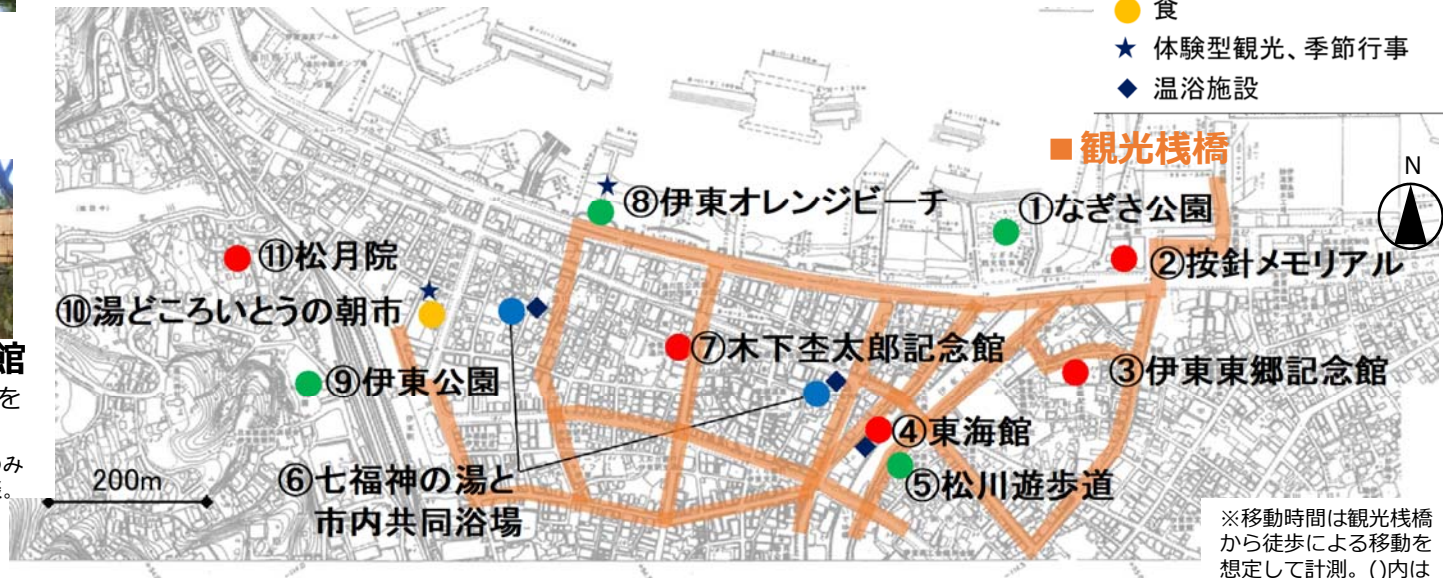 食
体験型観光、季節行事
温浴施設
■観光桟橋
N
⑧伊東オレンジビーチ
①なぎさ公園
②按針メモリアル
⑪松月院
⑩湯どころいとうの朝市
⑦木下杢太郎記念館
③伊東東郷記念館
⑨伊東公園
④東海館
⑤松川遊歩道
⑥七福神の湯と
市内共同浴場
200m
館
を
み
※移動時間は観光桟橋
から徒歩による移動を
想定して計測。()内は